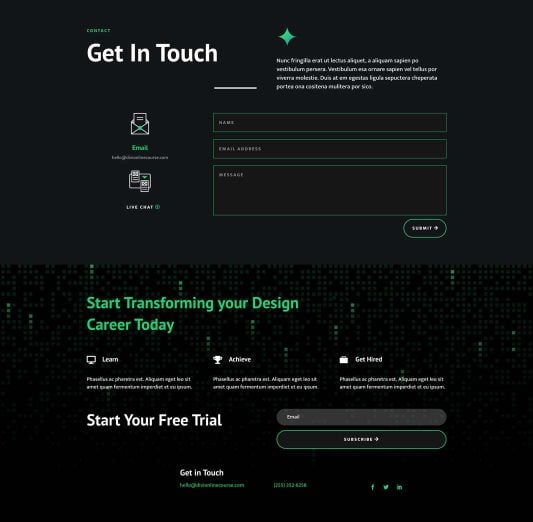 CONTACT
Get In Touch
Nunc fringilla erat ut lectus aliquet, a aliquam sapien po
vestibulum persera. Vestibulum esa ornare sapien vel tellus por
viverra molestie. Duis at em egestas ligula sepuctera cheperata
portea ona cositena mulitera por sico.
Email
hello@divionlinecourse.com
LIVE CHAT
NAME
EMAIL ADDRESS
MESSAGE
SUBMIT →
Start Transforming your Design
Career Today
Learn
Phasellus ac pharetra est. Aliquam eget leo sit
amet quam fermentum imperdiet et eu ipsum.
Achieve
Phasellus ac pharetra est. Aliquam eget leo sit
amet quam fermentum imperdiet et eu ipsum.
Get Hired
Phasellus ac pharetra est. Aliquam eget leo sit
amet quam fermentum imperdiet et eu ipsum.
Start Your Free Trial
Email
SUBSCRIBE →
Get in Touch
hello@divionlinecourse.com
(255) 352-6258